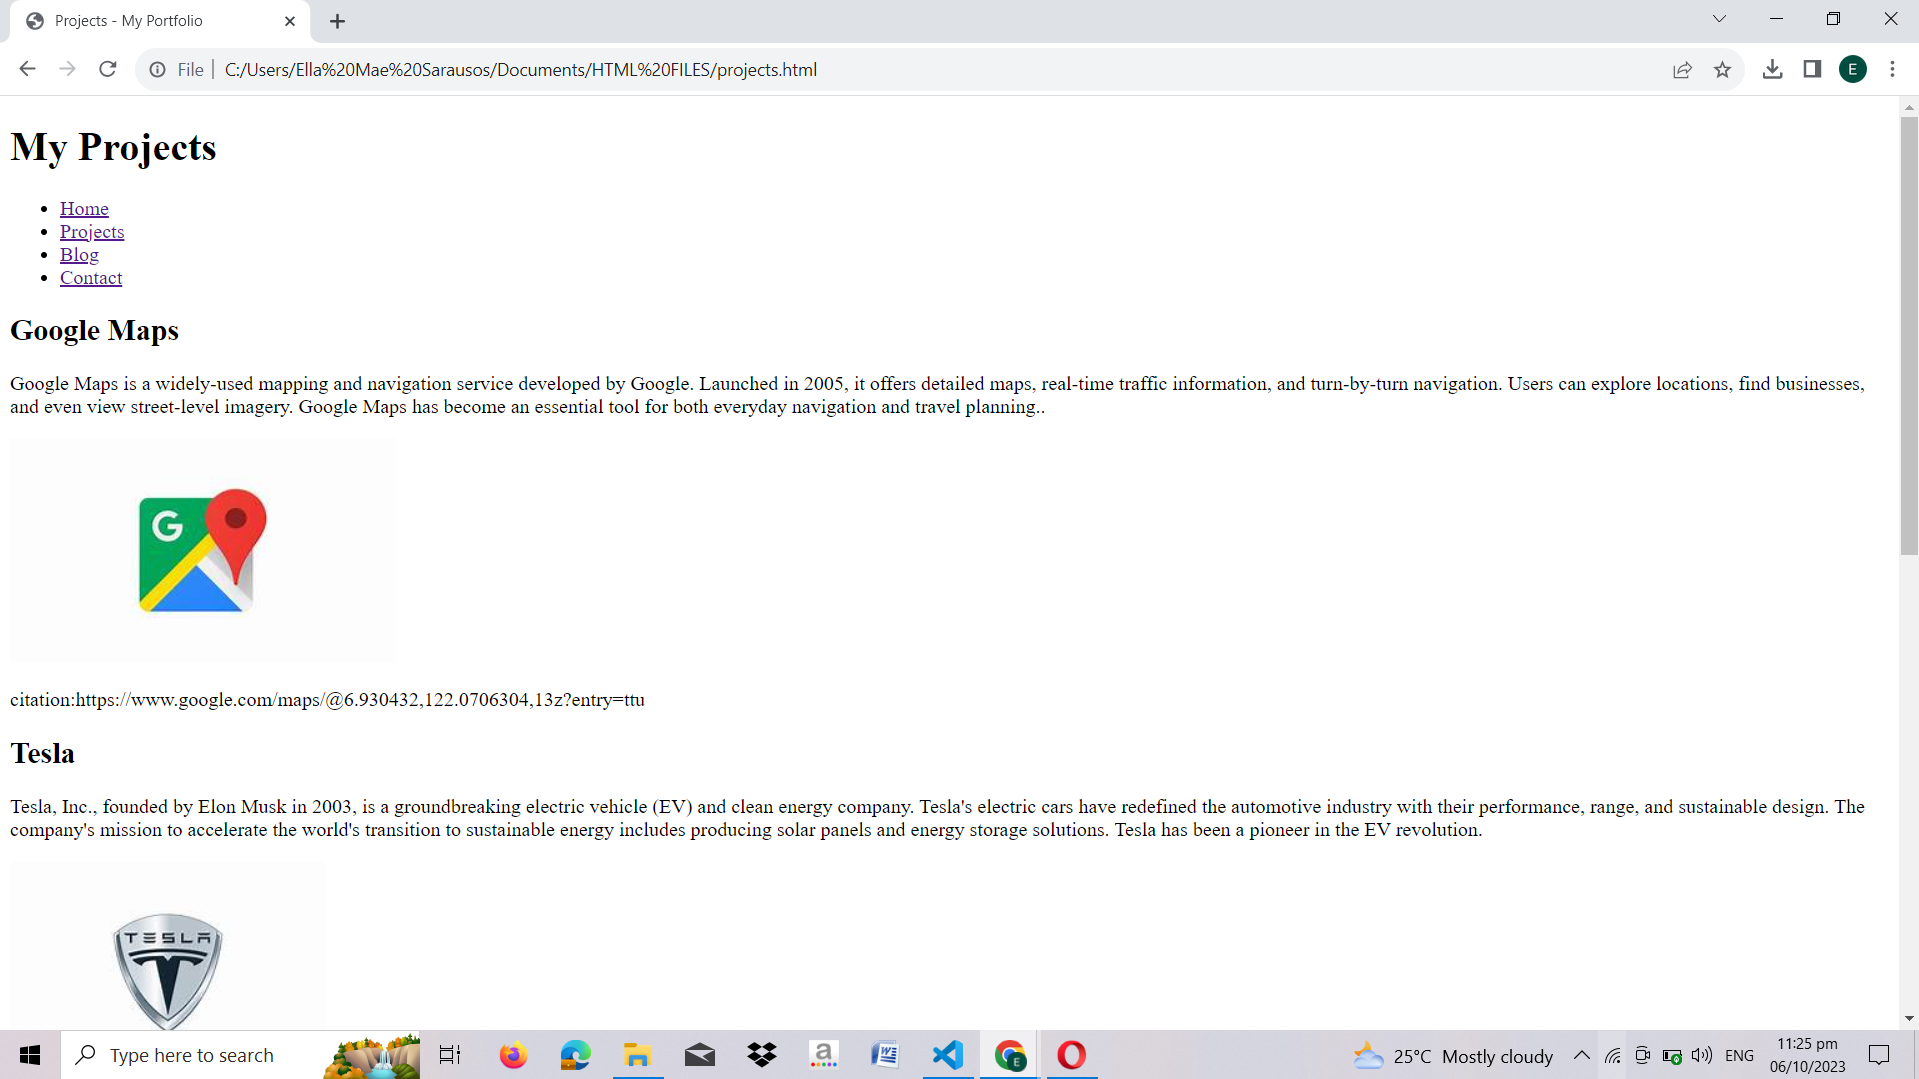 Projects - My Portfolio
File
C:/Users/Ella%20Mae%20Sarausos/Documents/HTML%20FILES/projects.html
E
My Projects
Home
Projects
Blog
Contact
Google Maps
Google Maps is a widely-used mapping and navigation service developed by Google. Launched in 2005, it offers detailed maps, real-time traffic information, and turn-by-turn navigation. Users can explore locations, find businesses,
and even view street-level imagery. Google Maps has become an essential tool for both everyday navigation and travel planning..
G
citation:https://www.google.com/maps/@6.930432,122.0706304,13z?entry=ttu
Tesla
Tesla, Inc., founded by Elon Musk in 2003, is a groundbreaking electric vehicle (EV) and clean energy company. Tesla's electric cars have redefined the automotive industry with their performance, range, and sustainable design. The
company's mission to accelerate the world's transition to sustainable energy includes producing solar panels and energy storage solutions. Tesla has been a pioneer in the EV revolution.
TESLA
Type here to search
a
W
E
25°C Mostly cloudy
ENG
11:25 pm
06/10/2023